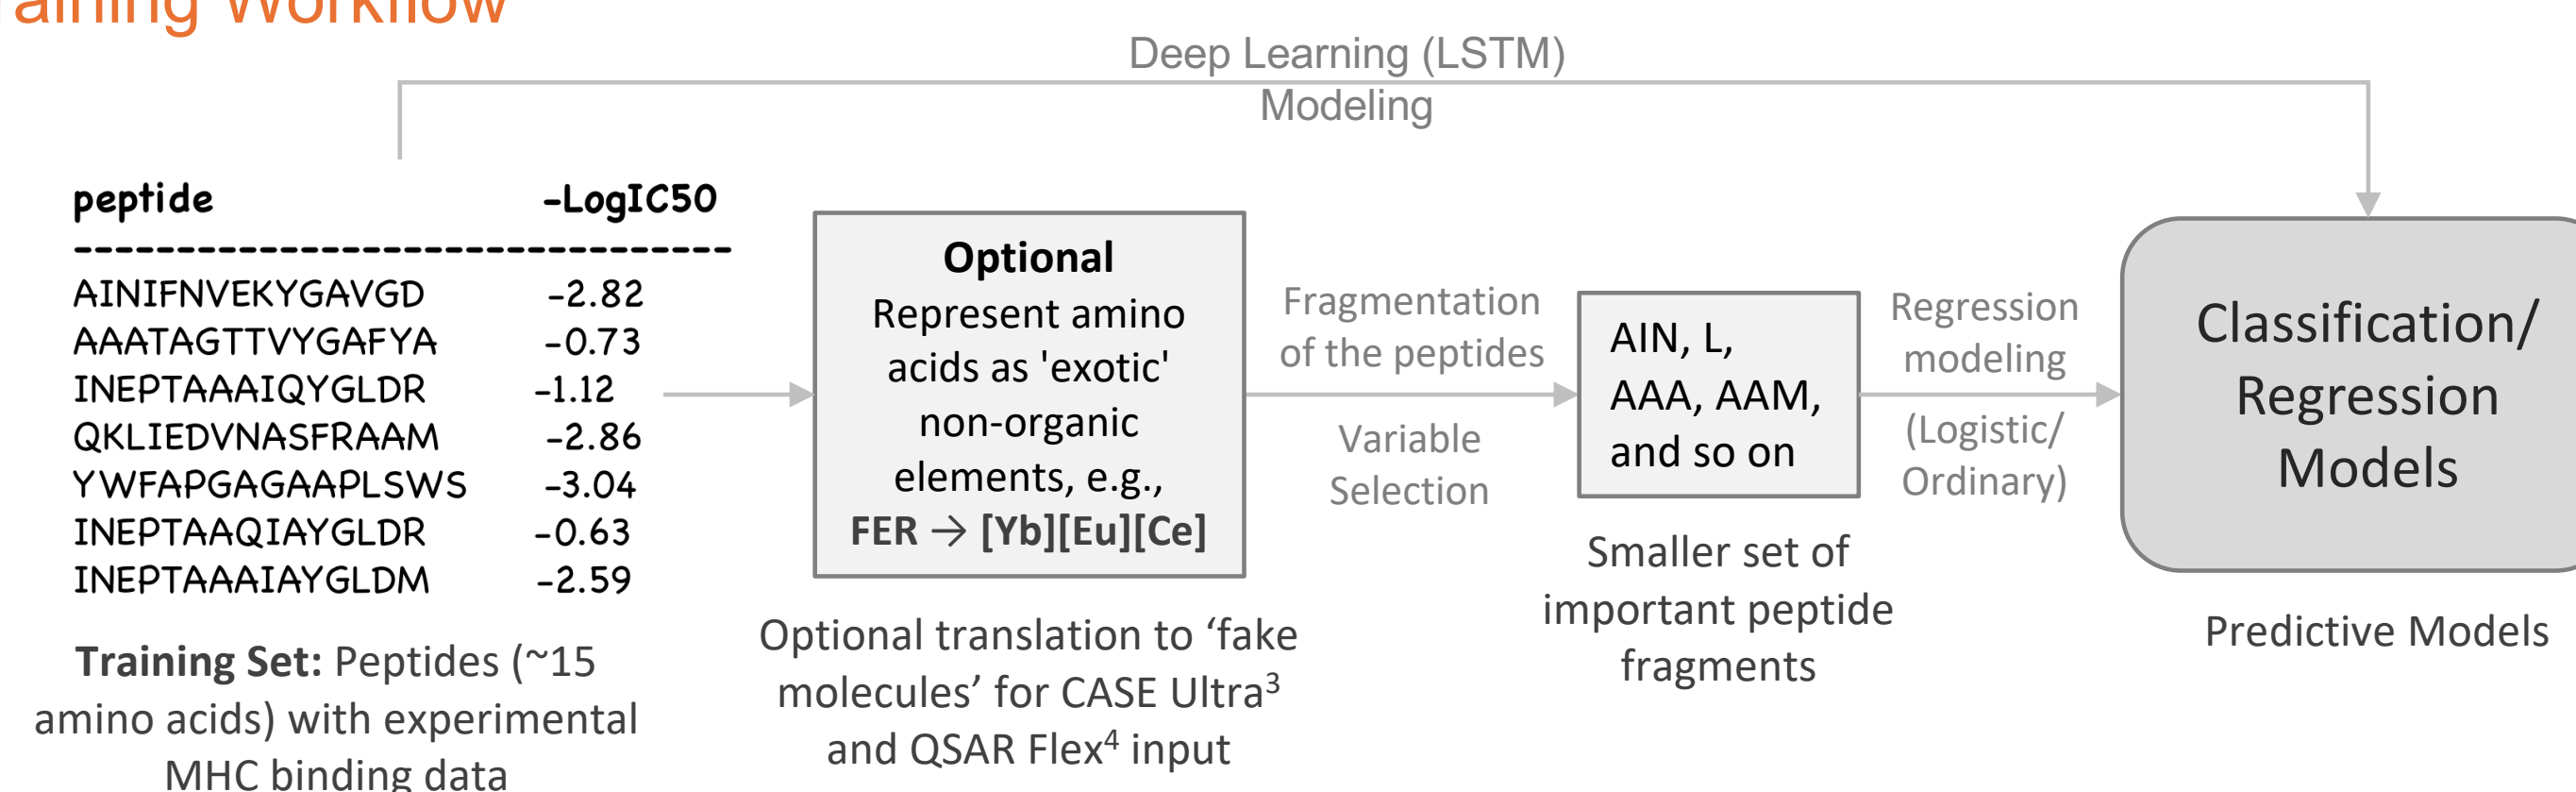 Workflow
Deep Learning (LSTM)
Modeling
peptide -LogIC50
--------------------------------
AINIFNVEKYGAVGD -2.82
AAATAGTTVYGAFYA -0.73
INEPTAAAIQYGLDR -1.12
QKLIEDVNASFRAAM -2.86
YWFAPGAGAAPLSWS -3.04
INEPTAAQIAYGLDR -0.63
INEPTAAAIAYGLDM -2.59
Training Set: Peptides (~15
amino acids) with experimental
MHC binding data
Optional
Represent amino
acids as 'exotic'
non-organic
elements, e.g.,
FER → [Yb][Eu][Ce]
Optional translation to ‘fake
molecules’ for CASE Ultra³
and QSAR Flex⁴ input
Fragmentation
of the peptides
Variable
Selection
AIN, L,
AAA, AAM,
and so on
Smaller set of
important peptide
fragments
Regression
modeling
(Logistic/
Ordinary)
Classification/
Regression
Models
Predictive Models